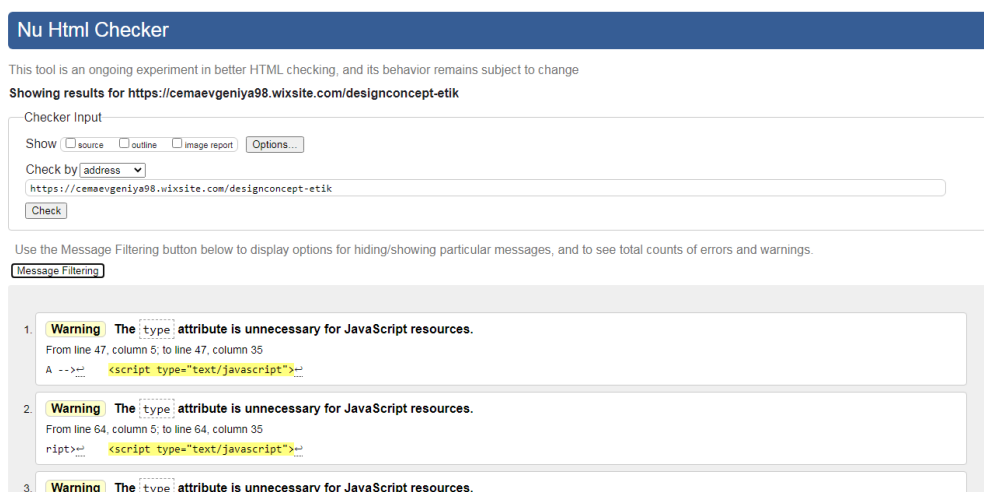 Nu Html Checker
This tool is an ongoing experiment in better HTML checking, and its behavior remains subject to change
Showing results for https://cemaevgeniya98.wixsite.com/designconcept-etik
Checker Input
Show source outline image report Options...
Check by address
https://cemaevgeniya98.wixsite.com/designconcept-etik
Check
Use the Message Filtering button below to display options for hiding/showing particular messages, and to see total counts of errors and warnings.
Message Filtering
1. Warning The type attribute is unnecessary for JavaScript resources.
From line 47, column 5; to line 47, column 35
A -->↩ <script type="text/javascript">↩
2. Warning The type attribute is unnecessary for JavaScript resources.
From line 64, column 5; to line 64, column 35
ript>↩ <script type="text/javascript">↩
3. Warning The type attribute is unnecessary for JavaScript resources.